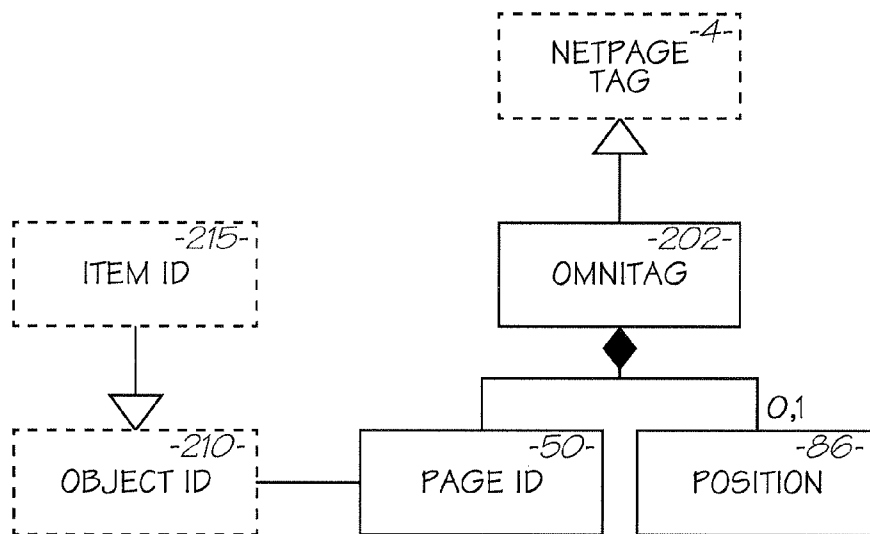 -4-
NETPAGE
TAG
-215-
ITEM ID
-202-
OMNITAG
0,1
-210-
OBJECT ID
-50-
PAGE ID
-86-
POSITION